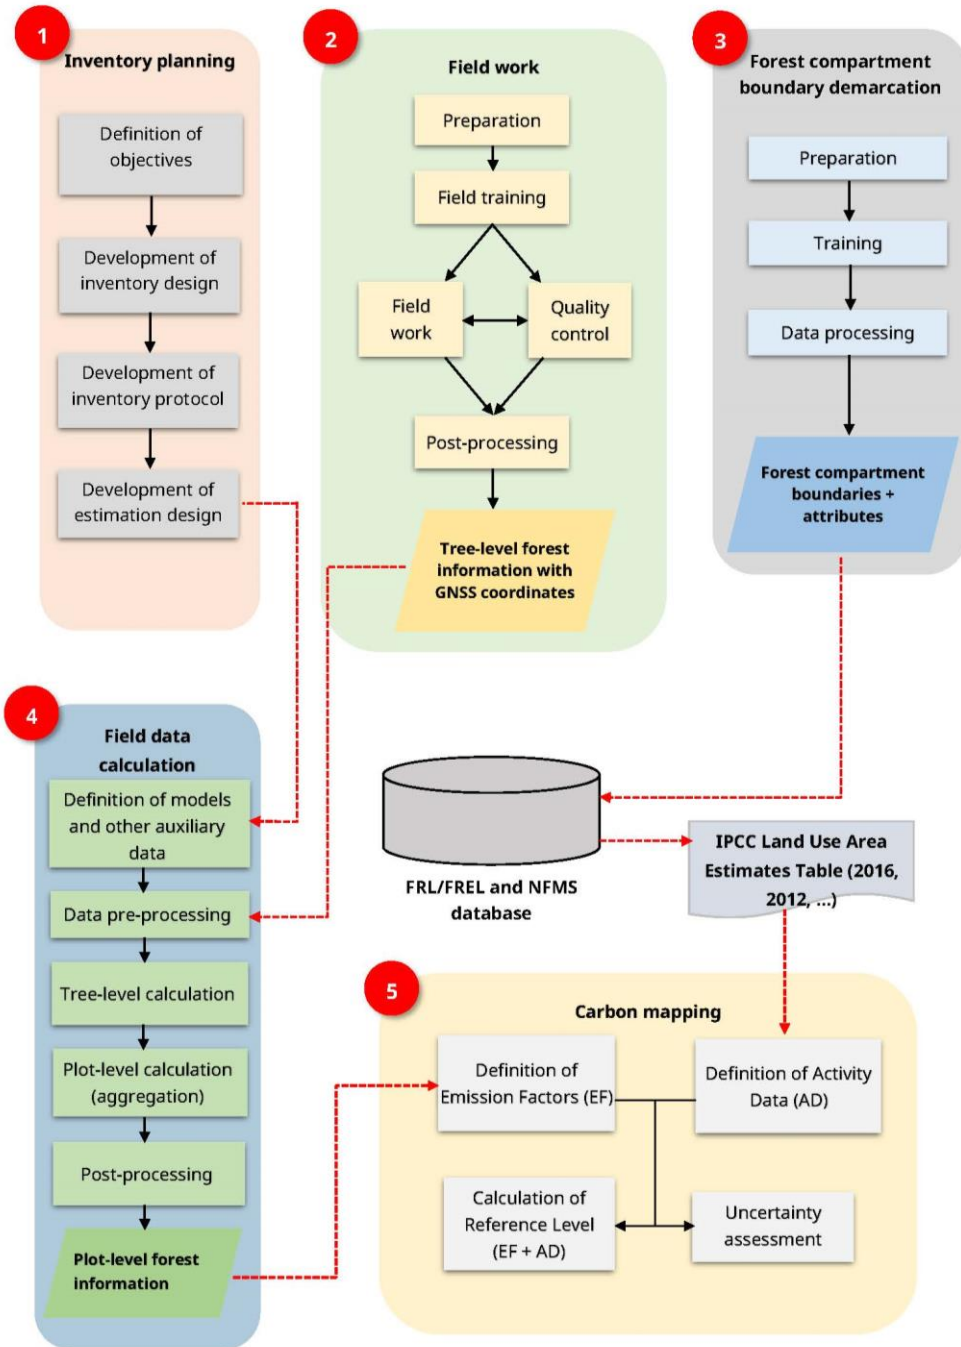 1
Inventory planning
Definition of
objectives
Development of
inventory design
Development of
inventory protocol
Development of
estimation design
2
Field work
Preparation
Field training
Field
work
Quality
control
Post-processing
Tree-level forest
information with
GNSS coordinates
3
Forest compartment
boundary demarcation
Preparation
Training
Data processing
Forest compartment
boundaries +
attributes
4
Field data
calculation
Definition of models
and other auxiliary
data
Data pre-processing
Tree-level calculation
Plot-level calculation
(aggregation)
Post-processing
Plot-level forest
information
FRL/FREL and NFMS
database
IPCC Land Use Area
Estimates Table (2016,
2012, ...)
5
Carbon mapping
Definition of
Emission Factors (EF)
Definition of Activity
Data (AD)
Calculation of
Reference Level
(EF + AD)
Uncertainty
assessment